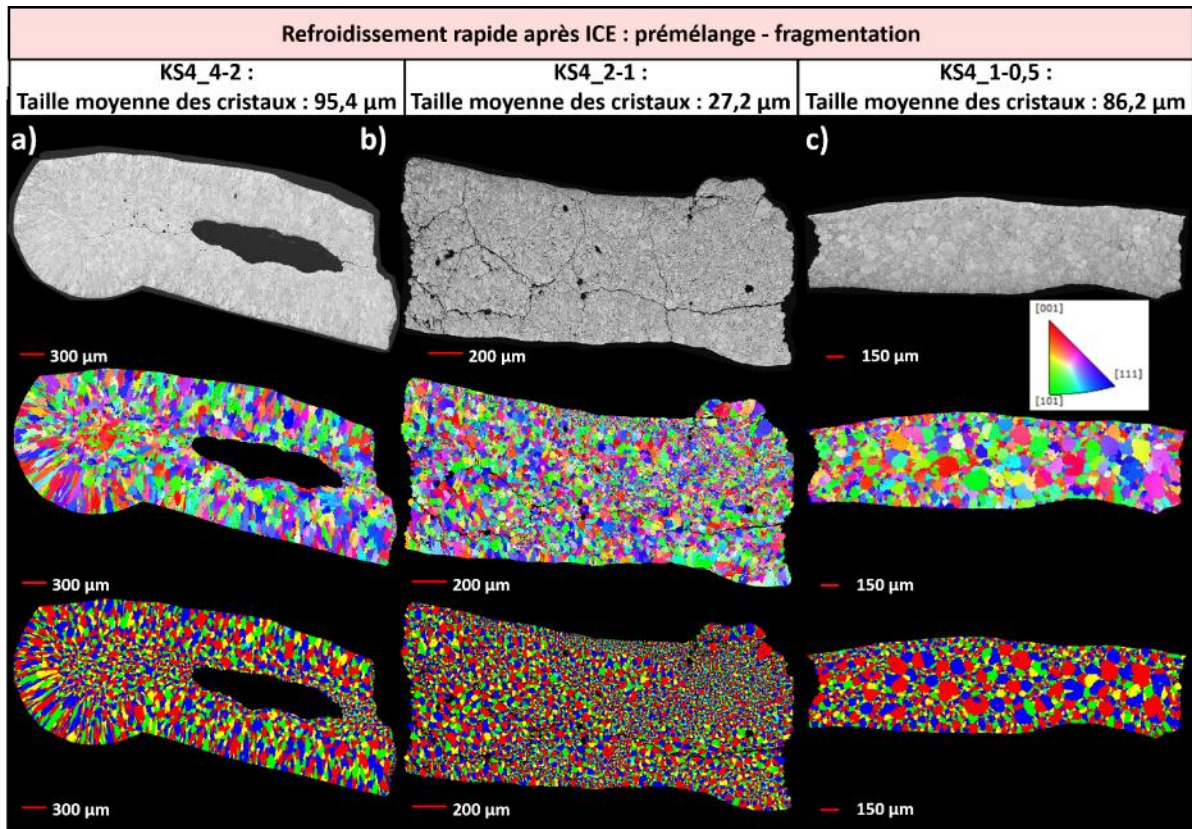 Refroidissement rapide après ICE : prémélange - fragmentation
KS4_4-2 :
Taille moyenne des cristaux : 95,4 µm
KS4_2-1 :
Taille moyenne des cristaux : 27,2 µm
KS4_1-0,5 :
Taille moyenne des cristaux : 86,2 µm
a)
b)
c)
300 µm
200 µm
150 µm
[001]
[111]
[101]
300 µm
200 µm
150 µm
300 µm
200 µm
150 µm